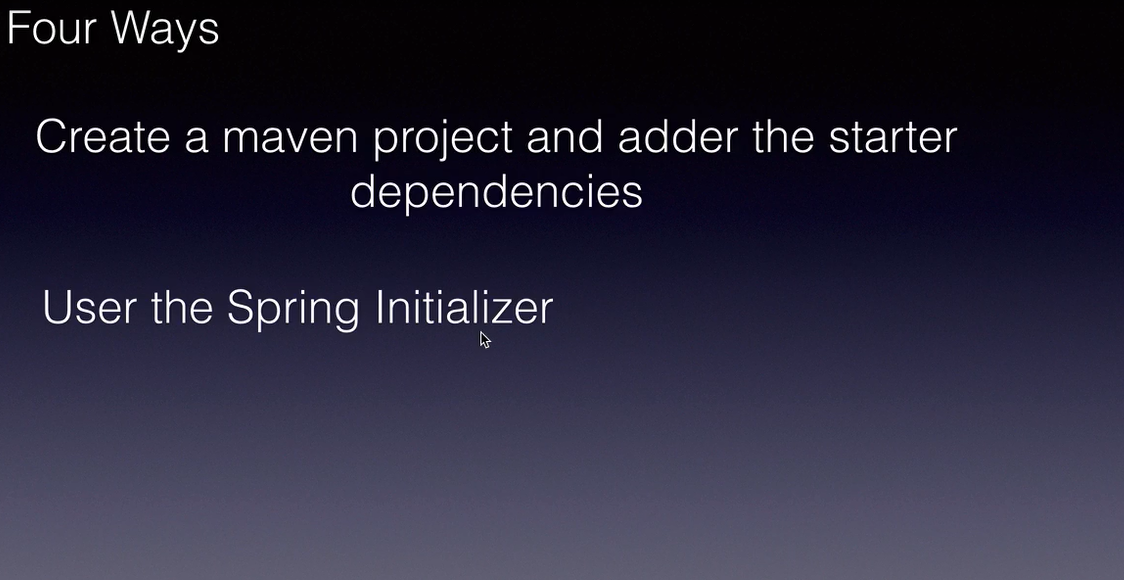 Four Ways
Create a maven project and adder the starter
dependencies
User the Spring Initializer